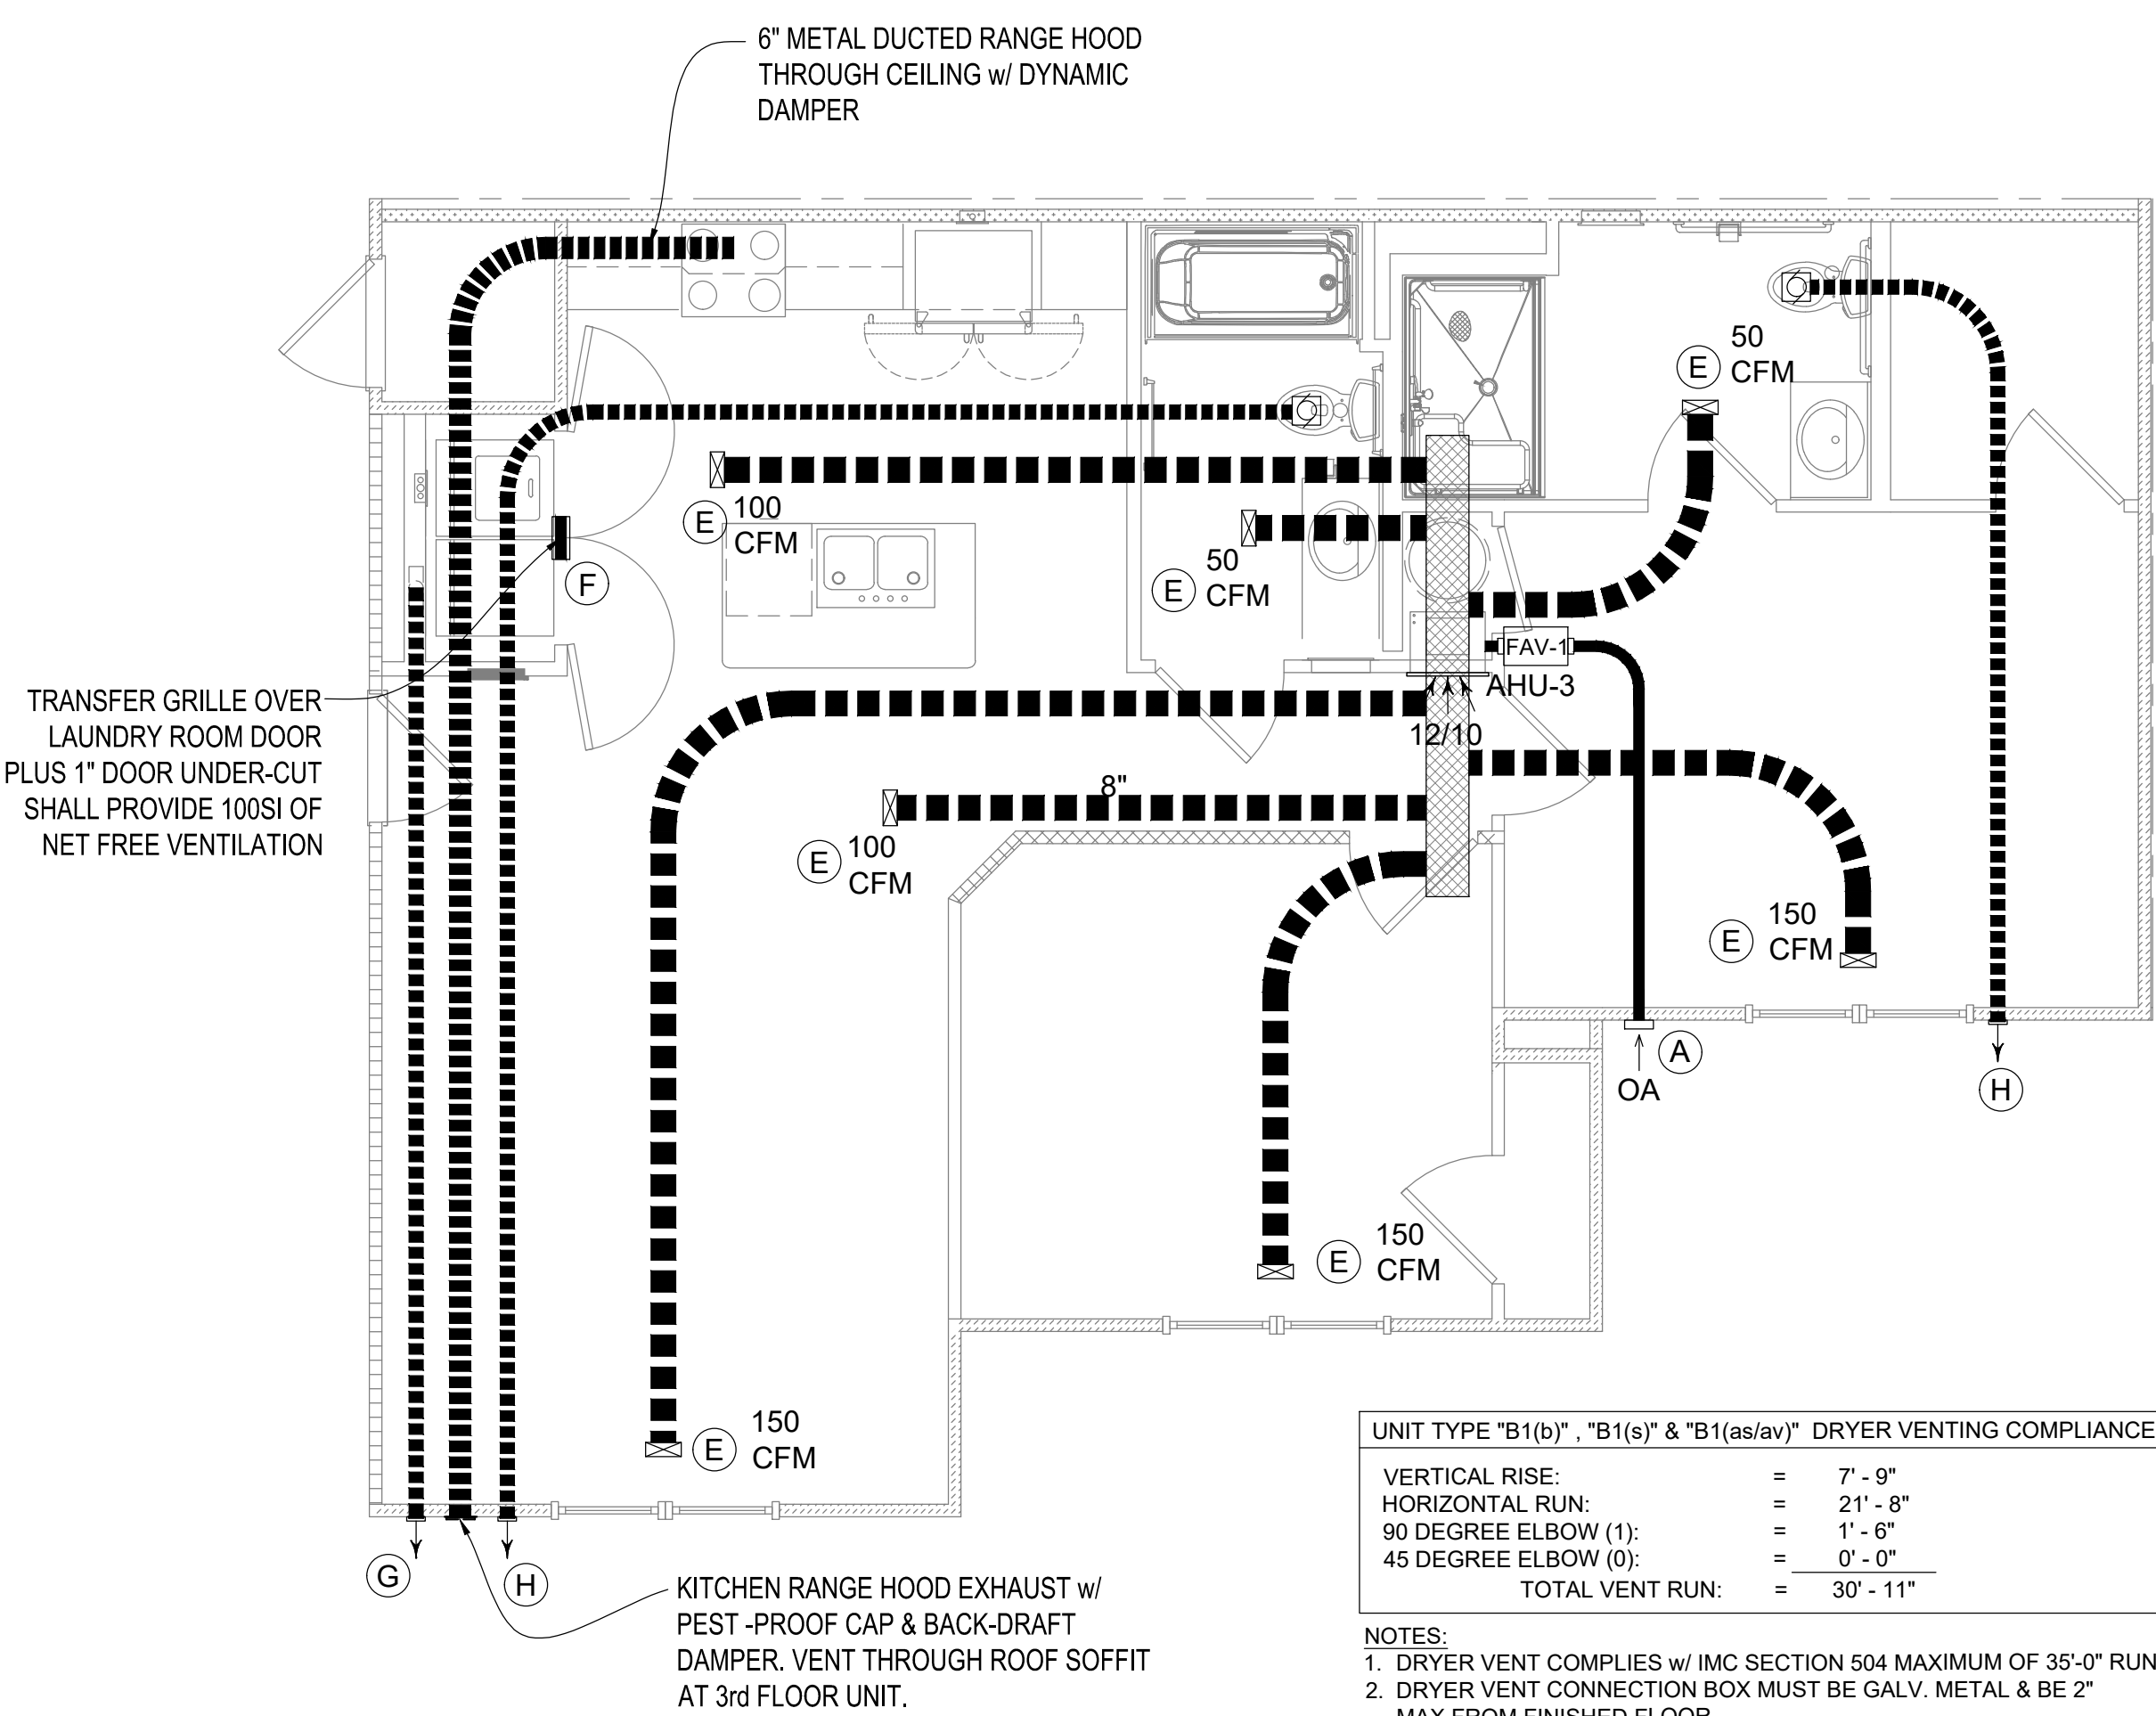 6" METAL DUCTED RANGE HOOD
THROUGH CEILING w/ DYNAMIC
DAMPER
50
CFM
E
E
100
CFM
50
CFM
E
F
FAV-1
AHU-3
12/10
TRANSFER GRILLE OVER
LAUNDRY ROOM DOOR
PLUS 1" DOOR UNDER-CUT
SHALL PROVIDE 100SI OF
NET FREE VENTILATION
8"
E
100
CFM
E
150
CFM
A
OA
H
E
150
CFM
E
150
CFM
G
H
KITCHEN RANGE HOOD EXHAUST w/
PEST -PROOF CAP & BACK-DRAFT
DAMPER. VENT THROUGH ROOF SOFFIT
AT 3rd FLOOR UNIT.
UNIT TYPE "B1(b)" , "B1(s)" & "B1(as/av)" DRYER VENTING COMPLIANCE
VERTICAL RISE: = 7' - 9"
HORIZONTAL RUN: = 21' - 8"
90 DEGREE ELBOW (1): = 1' - 6"
45 DEGREE ELBOW (0): = 0' - 0"
TOTAL VENT RUN: = 30' - 11"
NOTES:
1. DRYER VENT COMPLIES w/ IMC SECTION 504 MAXIMUM OF 35'-0" RUN
2. DRYER VENT CONNECTION BOX MUST BE GALV. METAL & BE 2"
MAX FROM FINISHED FLOOR